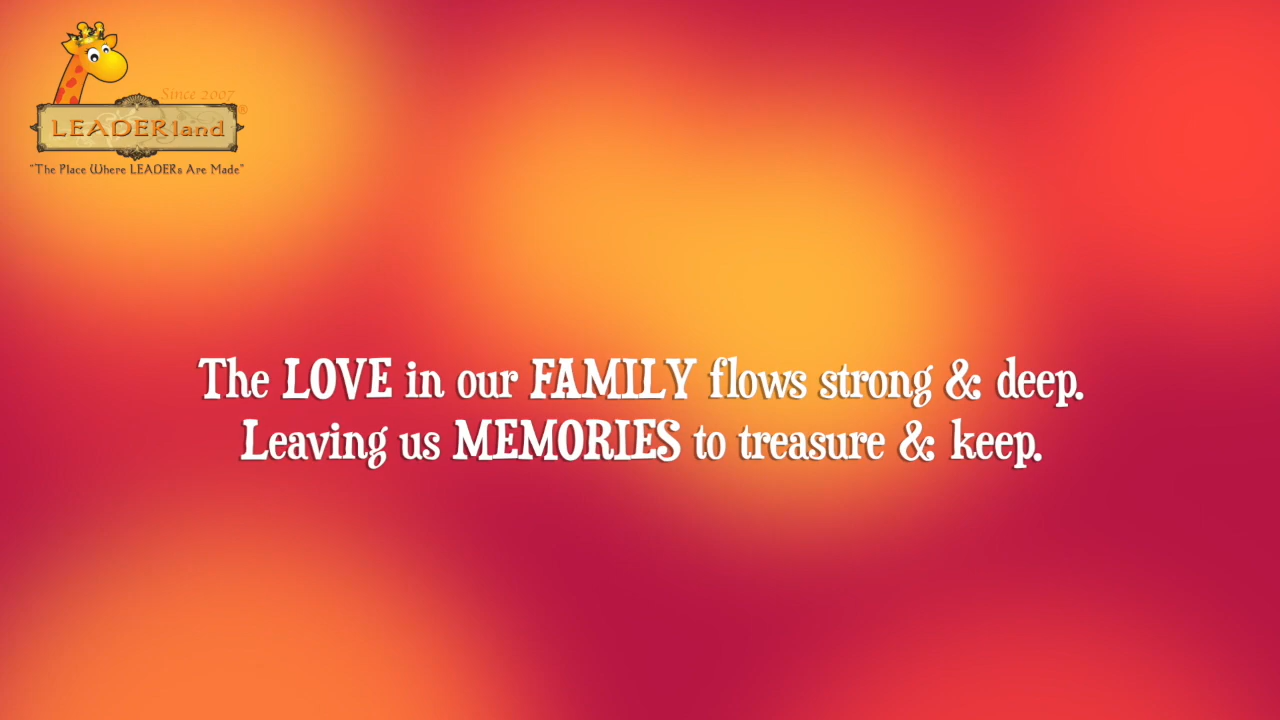 Since 2007
LEADERland®
"The Place Where LEADERs Are Made"
The LOVE in our FAMILY flows strong & deep.
Leaving us MEMORIES to treasure & keep.